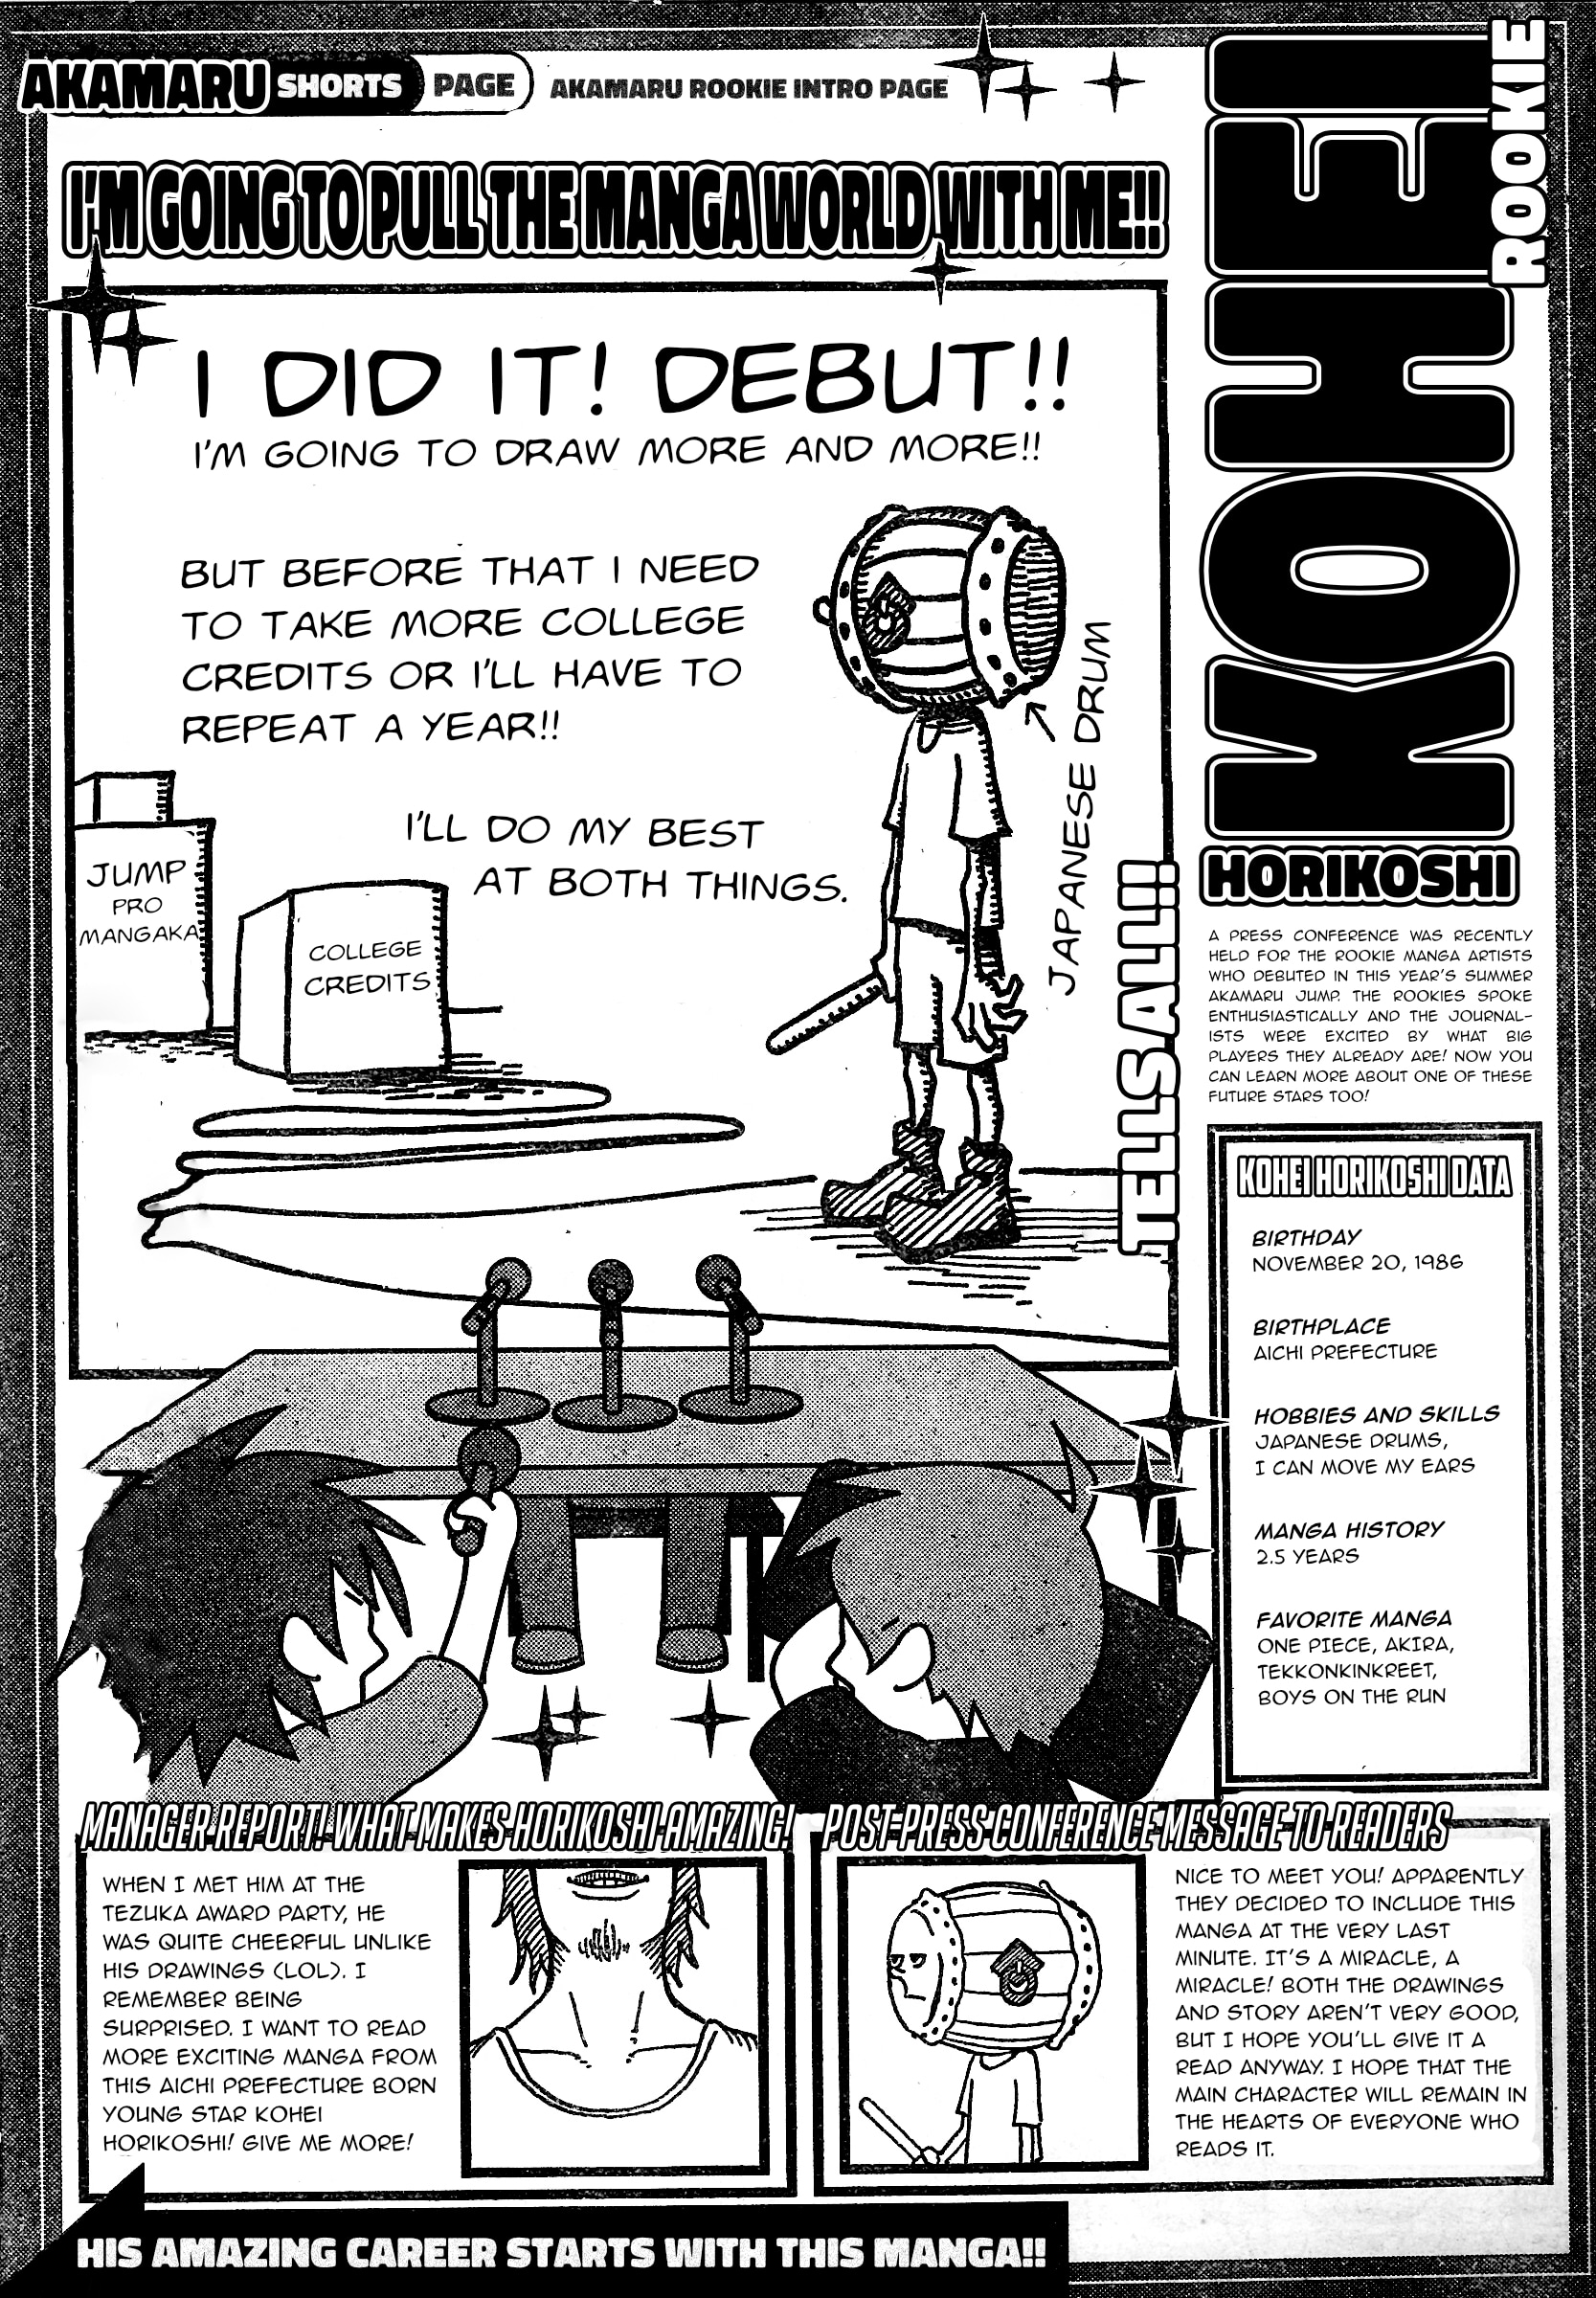 AKAMARU SHORTS PAGE AKAMARU ROOKIE INTRO PAGE
I'M GOING TO PULL THE MANGA WORLD WITH ME!!
ROOKIE
KOHEI
HORIKOSHI
TELLS ALL!!
A PRESS CONFERENCE WAS RECENTLY
HELD FOR THE ROOKIE MANGA ARTISTS
WHO DEBUTED IN THIS YEAR'S SUMMER
AKAMARU JUMP. THE ROOKIES SPOKE
ENTHUSIASTICALLY AND THE JOURNAL-
ISTS WERE EXCITED BY WHAT BIG
PLAYERS THEY ALREADY ARE! NOW YOU
CAN LEARN MORE ABOUT ONE OF THESE
FUTURE STARS TOO!
I DID IT! DEBUT!!
I'M GOING TO DRAW MORE AND MORE!!
BUT BEFORE THAT I NEED
TO TAKE MORE COLLEGE
CREDITS OR I'LL HAVE TO
REPEAT A YEAR!!
I'LL DO MY BEST
AT BOTH THINGS.
JAPANESE DRUM
JUMP
PRO
MANGAKA
COLLEGE
CREDITS
KOHEI HORIKOSHI DATA
BIRTHDAY
NOVEMBER 20, 1986
BIRTHPLACE
AICHI PREFECTURE
HOBBIES AND SKILLS
JAPANESE DRUMS,
I CAN MOVE MY EARS
MANGA HISTORY
2.5 YEARS
FAVORITE MANGA
ONE PIECE, AKIRA,
TEKKONKINKREET,
BOYS ON THE RUN
MANAGER REPORT! WHAT MAKES HORIKOSHI AMAZING!
WHEN I MET HIM AT THE
TEZUKA AWARD PARTY, HE
WAS QUITE CHEERFUL UNLIKE
HIS DRAWINGS (LOL). I
REMEMBER BEING
SURPRISED. I WANT TO READ
MORE EXCITING MANGA FROM
THIS AICHI PREFECTURE BORN
YOUNG STAR KOHEI
HORIKOSHI! GIVE ME MORE!
POST-PRESS CONFERENCE MESSAGE TO READERS
NICE TO MEET YOU! APPARENTLY
THEY DECIDED TO INCLUDE THIS
MANGA AT THE VERY LAST
MINUTE. IT'S A MIRACLE, A
MIRACLE! BOTH THE DRAWINGS
AND STORY AREN'T VERY GOOD,
BUT I HOPE YOU'LL GIVE IT A
READ ANYWAY. I HOPE THAT THE
MAIN CHARACTER WILL REMAIN IN
THE HEARTS OF EVERYONE WHO
READS IT.
HIS AMAZING CAREER STARTS WITH THIS MANGA!!